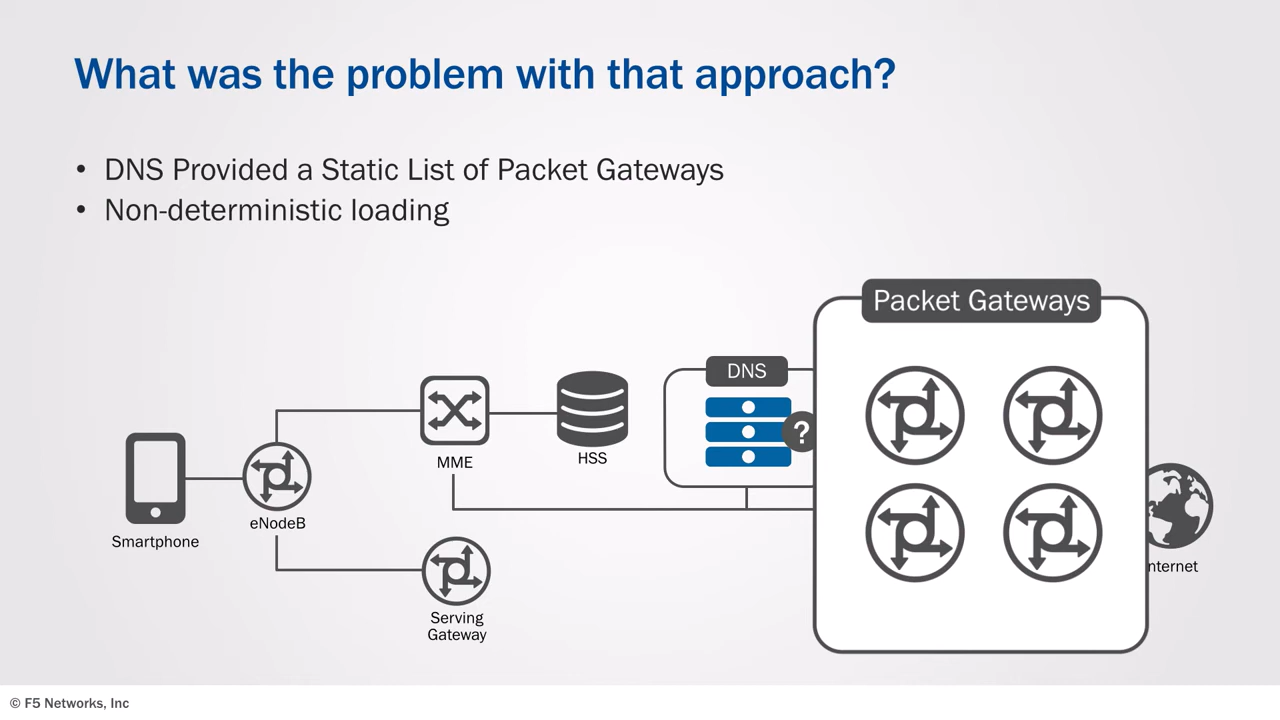 What was the problem with that approach?
• DNS Provided a Static List of Packet Gateways
• Non-deterministic loading
Packet Gateways
DNS
?
MME
HSS
eNodeB
Smartphone
nternet
Serving
Gateway
© F5 Networks, Inc